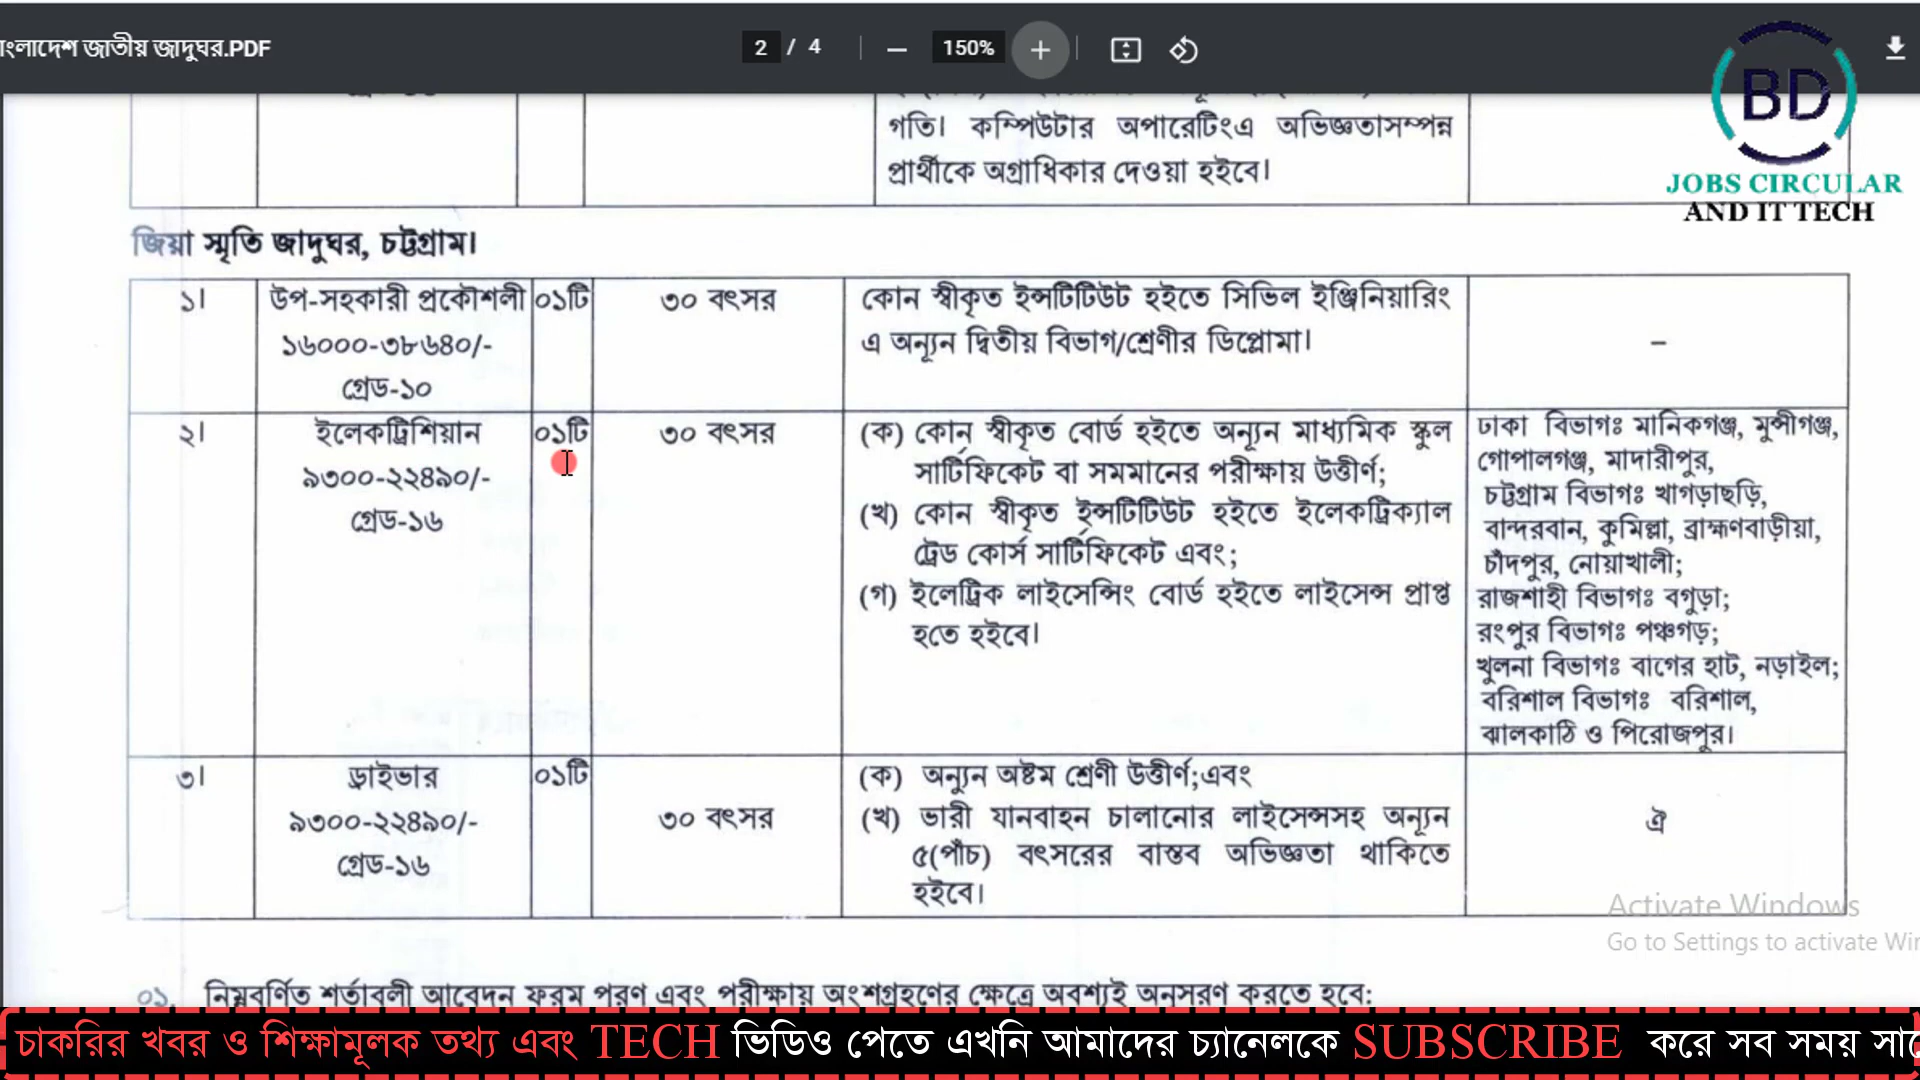 বাংলাদেশ জাতীয় জাদুঘর.PDF
2 / 4
150%
BD
JOBS CIRCULAR
AND IT TECH
গতি। কম্পিউটার অপারেটিংএ অভিজ্ঞতাসম্পন্ন
প্রার্থীকে অগ্রাধিকার দেওয়া হইবে।
জিয়া স্মৃতি জাদুঘর, চট্টগ্রাম।
১।
উপ-সহকারী প্রকৌশলী
১৬০০০-৩৮৬৪০/-
গ্রেড-১০
০১টি
৩০ বৎসর
কোন স্বীকৃত ইন্সটিটিউট হইতে সিভিল ইঞ্জিনিয়ারিং
এ অন্যূন দ্বিতীয় বিভাগ/শ্রেণীর ডিপ্লোমা।
–
২।
ইলেকট্রিশিয়ান
৯৩০০-২২৪৯০/-
গ্রেড-১৬
০১টি
৩০ বৎসর
(ক) কোন স্বীকৃত বোর্ড হইতে অন্যূন মাধ্যমিক স্কুল
সার্টিফিকেট বা সমমানের পরীক্ষায় উত্তীর্ণ;
(খ) কোন স্বীকৃত ইন্সটিটিউট হইতে ইলেকট্রিক্যাল
ট্রেড কোর্স সার্টিফিকেট এবং;
(গ) ইলেট্রিক লাইসেন্সিং বোর্ড হইতে লাইসেন্স প্রাপ্ত
হতে হইবে।
ঢাকা বিভাগঃ মানিকগঞ্জ, মুন্সীগঞ্জ,
গোপালগঞ্জ, মাদারীপুর,
চট্টগ্রাম বিভাগঃ খাগড়াছড়ি,
বান্দরবান, কুমিল্লা, ব্রাহ্মণবাড়ীয়া,
চাঁদপুর, নোয়াখালী;
রাজশাহী বিভাগঃ বগুড়া;
রংপুর বিভাগঃ পঞ্চগড়;
খুলনা বিভাগঃ বাগের হাট, নড়াইল;
বরিশাল বিভাগঃ বরিশাল,
ঝালকাঠি ও পিরোজপুর।
৩।
ড্রাইভার
৯৩০০-২২৪৯০/-
গ্রেড-১৬
০১টি
৩০ বৎসর
(ক) অন্যুন অষ্টম শ্রেণী উত্তীর্ণ;এবং
(খ) ভারী যানবাহন চালানোর লাইসেন্সসহ অন্যূন
৫(পাঁচ) বৎসরের বাস্তব অভিজ্ঞতা থাকিতে
হইবে।
ঐ
Activate Windows
Go to Settings to activate Wi
০১. নিম্নবর্ণিত শর্তাবলী আবেদন ফরম পূরণ এবং পরীক্ষায় অংশগ্রহণের ক্ষেত্রে অবশ্যই অনুসরণ করতে হবে:
চাকরির খবর ও শিক্ষামূলক তথ্য এবং TECH ভিডিও পেতে এখনি আমাদের চ্যানেলকে SUBSCRIBE করে সব সময়